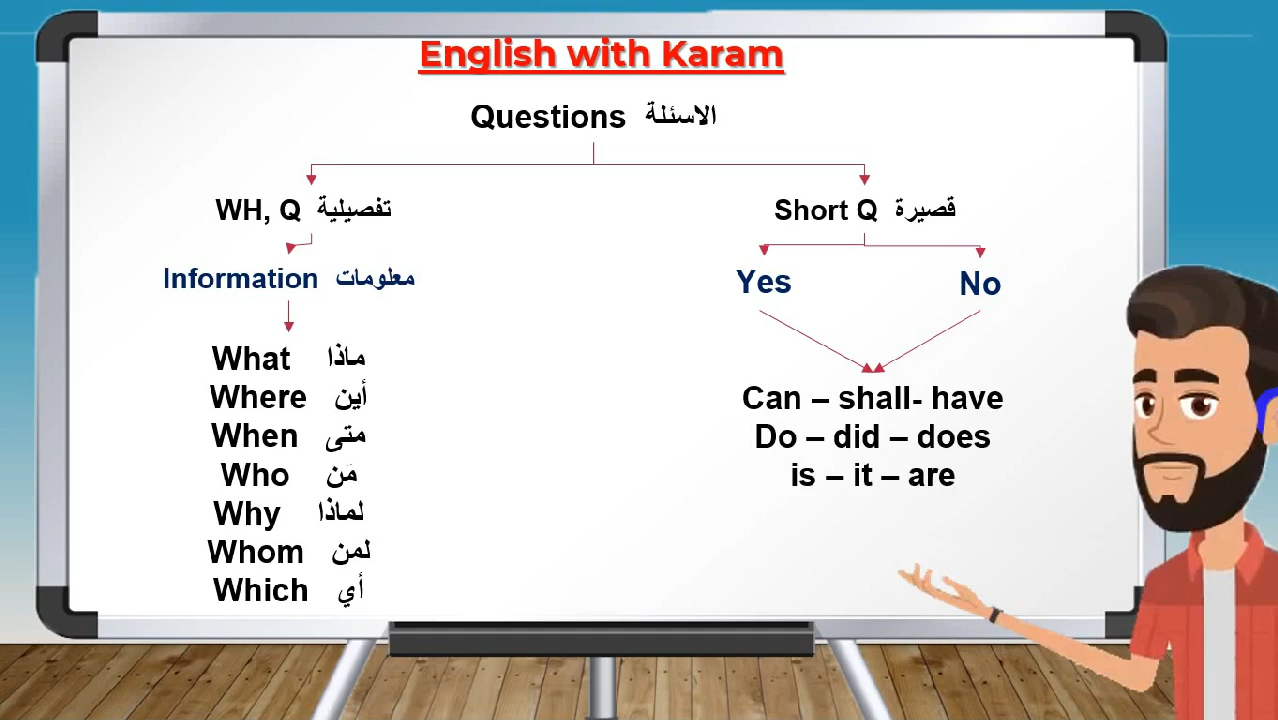 English with Karam
Questions الاسئلة
WH, Q تفصيلية
Short Q قصيرة
Information معلومات
Yes
No
What ماذا
Where أين
When متى
Who مَن
Why لماذا
Whom لمن
Which أي
Can – shall- have
Do – did – does
is – it – are